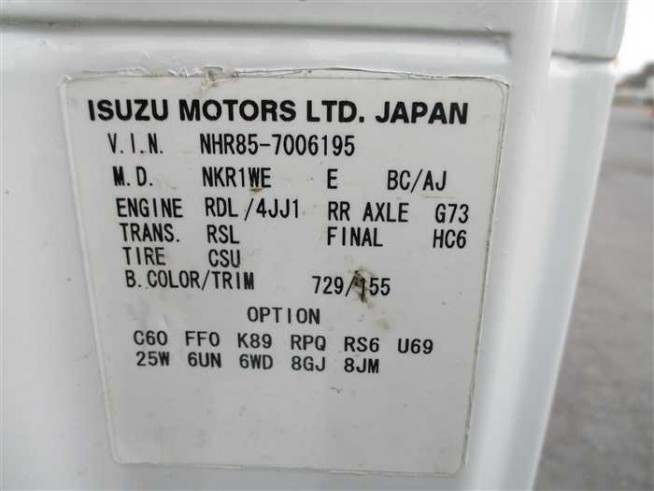 ISUZU MOTORS LTD. JAPAN
V.I.N. NHR85-7006195
M.D. NKR1WE E BC/AJ
ENGINE RDL/4JJ1 RR AXLE G73
TRANS. RSL FINAL HC6
TIRE CSU
B.COLOR/TRIM 729/155
OPTION
C60 FF0 K89 RPQ RS6 U69
25W 6UN 6WD 8GJ 8JM